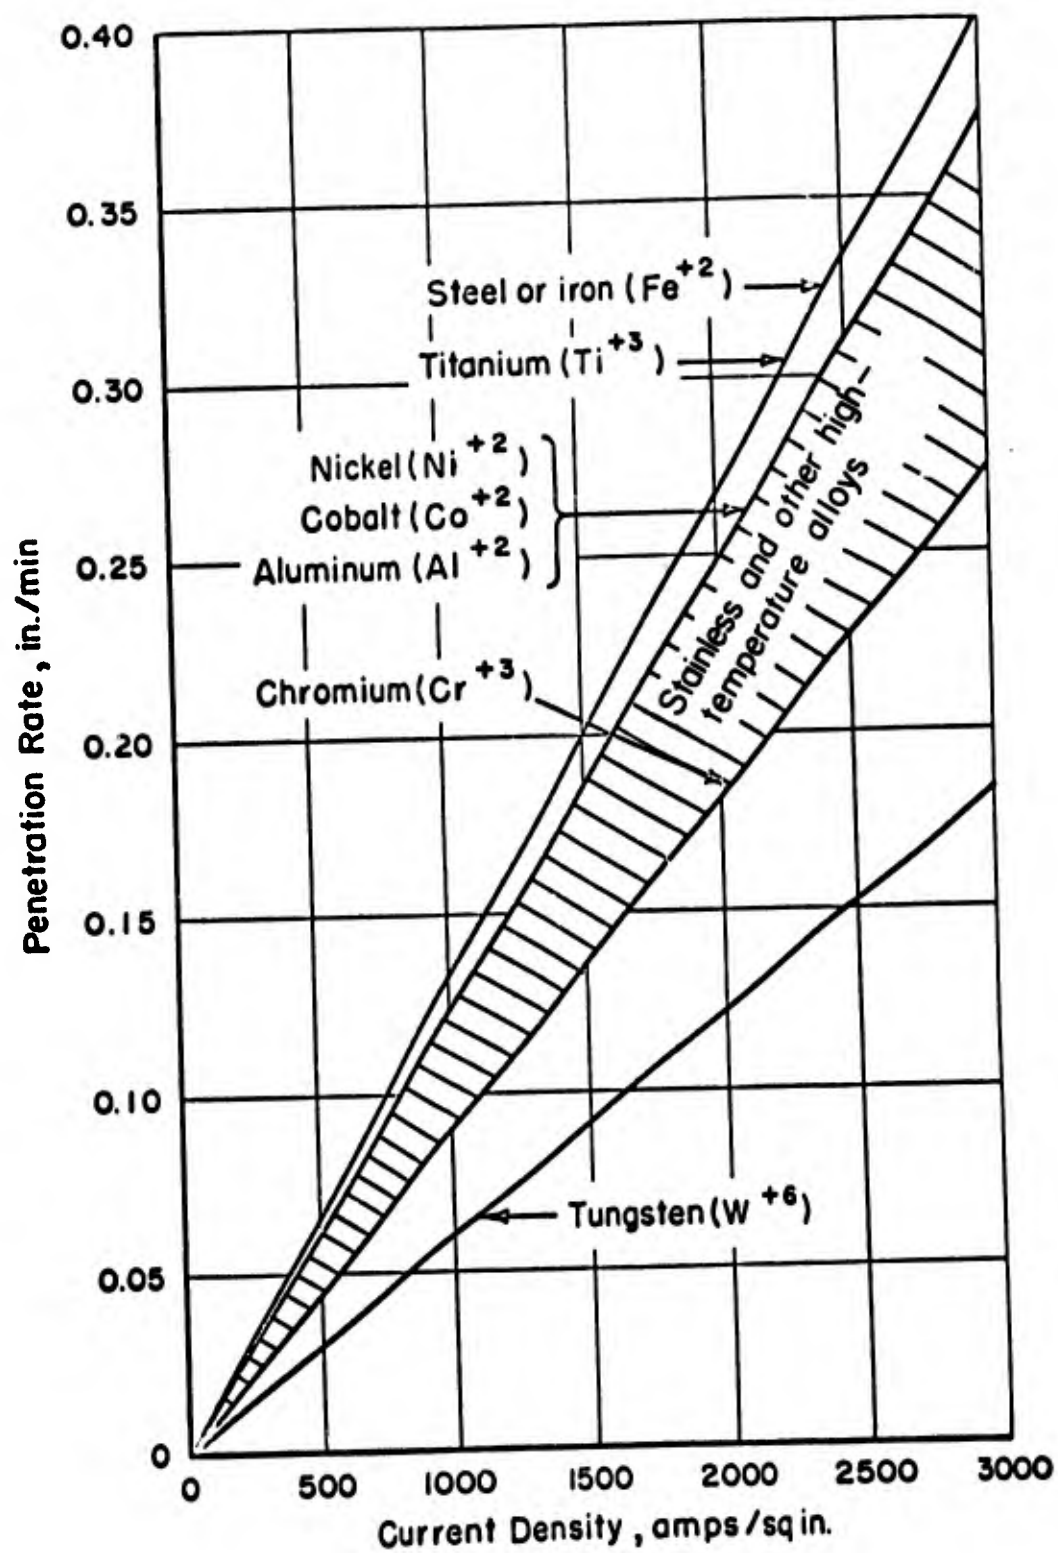 0.40
0.35
Steel or iron (Fe+2)
Titanium (Ti+3)
0.30
Nickel (Ni+2)
Cobalt (Co+2)
Aluminum (Al+2)
0.25
Stainless and other high-
temperature alloys
Chromium (Cr+3)
0.20
0.15
0.10
Tungsten (W+6)
0.05
0
0 500 1000 1500 2000 2500 3000
Current Density, amps/sq in.
Penetration Rate, in./min